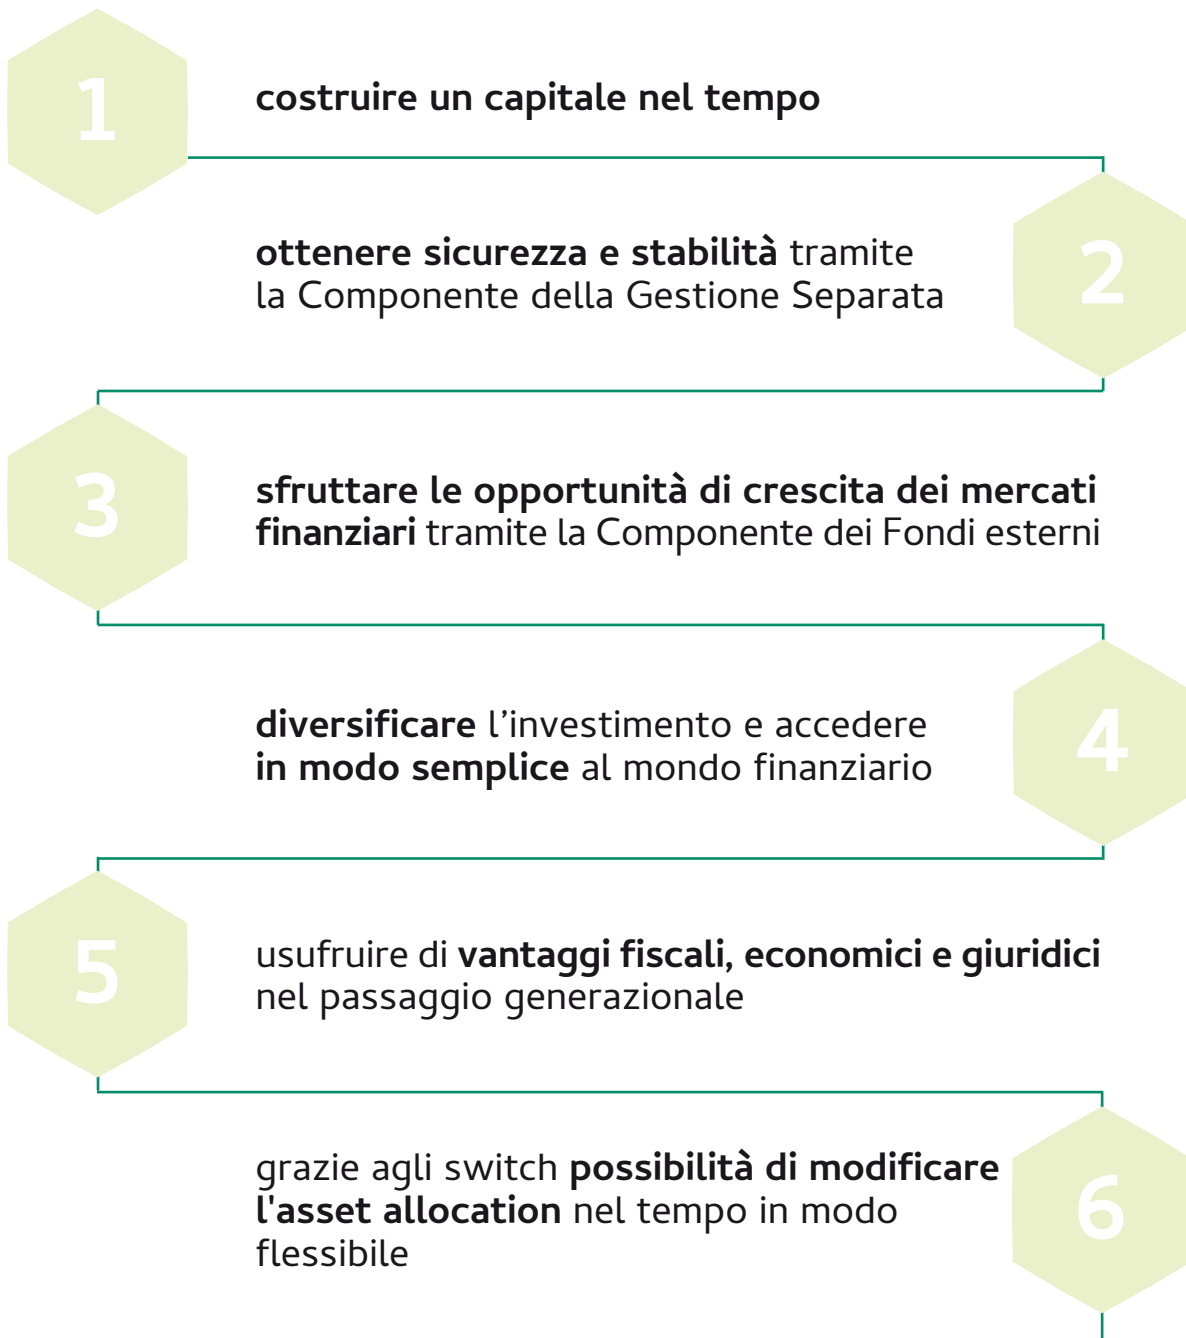 1
costruire un capitale nel tempo
ottenere sicurezza e stabilità tramite
la Componente della Gestione Separata
2
3
sfruttare le opportunità di crescita dei mercati
finanziari tramite la Componente dei Fondi esterni
diversificare l’investimento e accedere
in modo semplice al mondo finanziario
4
5
usufruire di vantaggi fiscali, economici e giuridici
nel passaggio generazionale
grazie agli switch possibilità di modificare
l'asset allocation nel tempo in modo
flessibile
6